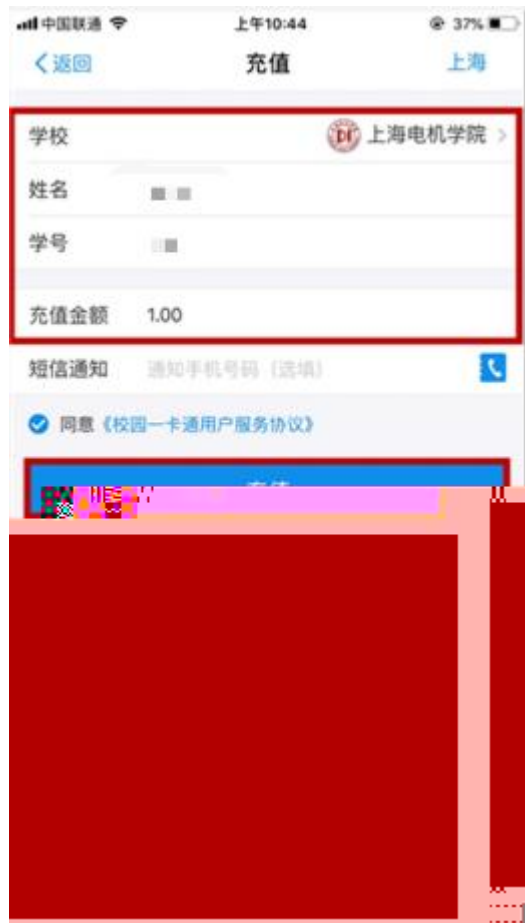 中国联通 上午10:44 37%
返回 充值 上海
学校 上海电机学院
姓名
学号
充值金额 1.00
短信通知 通知手机号码（选填）
同意《校园一卡通用户服务协议》